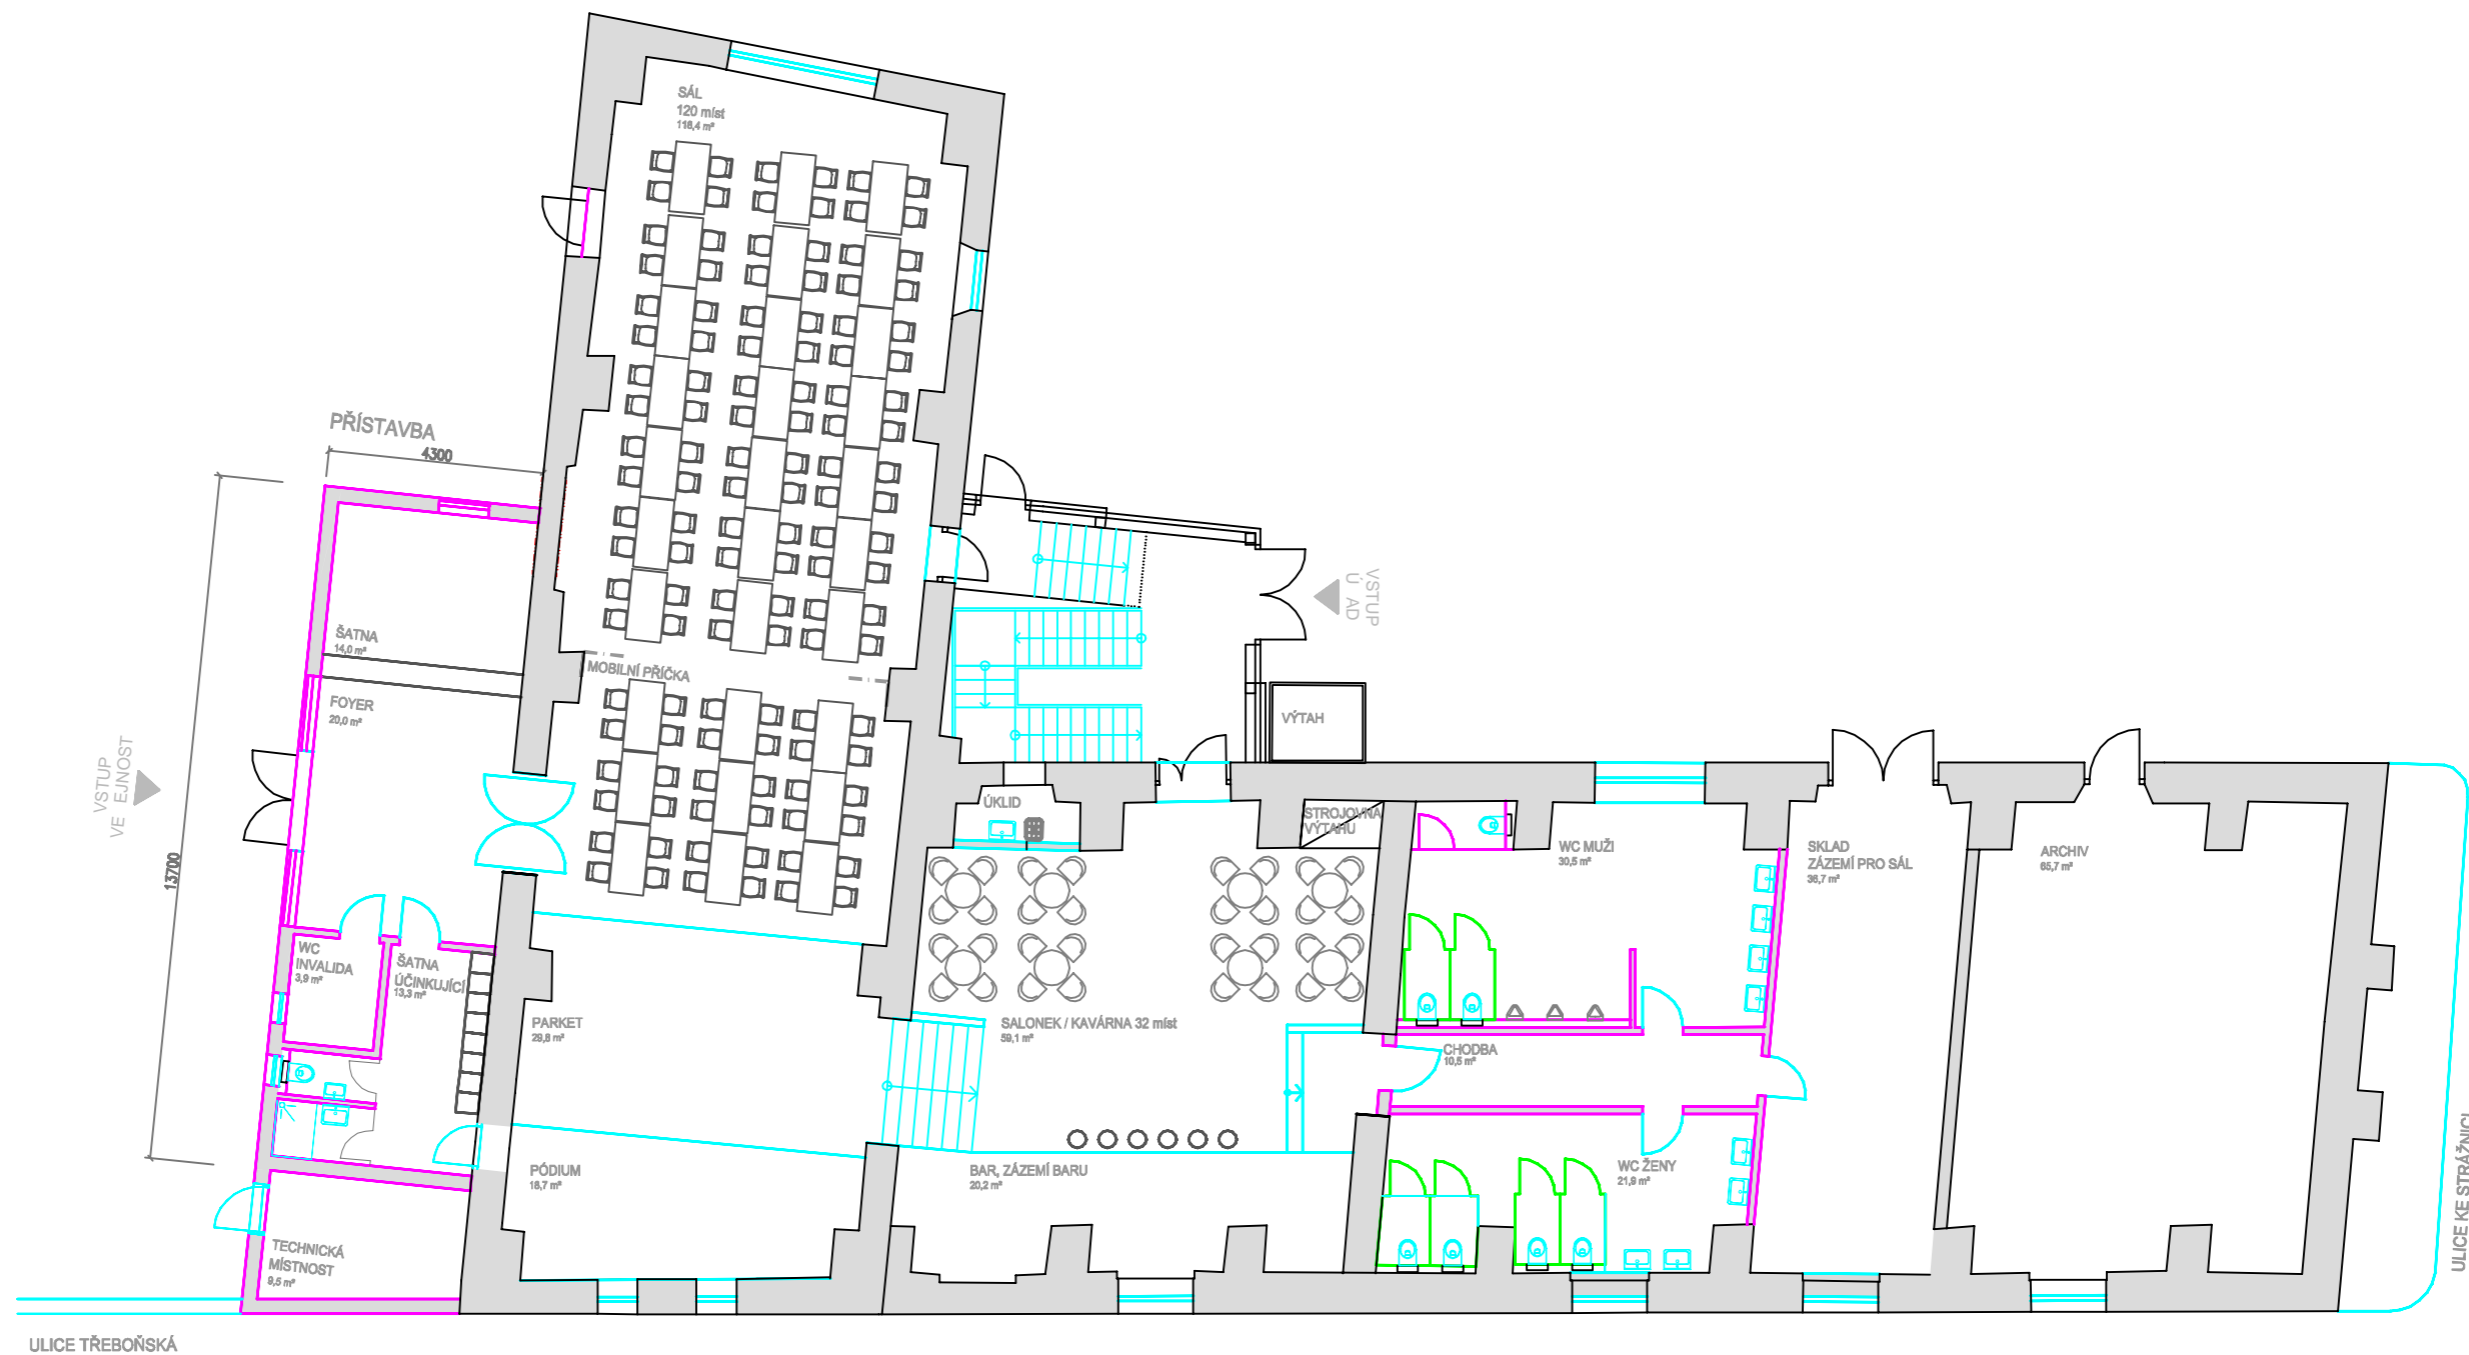 SÁL
120 míst
118,4 m²
PŘÍSTAVBA
4300
13700
ŠATNA
14,0 m²
FOYER
20,0 m²
MOBILNÍ PŘÍČKA
VSTUP
Ú AD
VSTUP
VE EJNOST
VÝTAH
ÚKLID
STROJOVNA
VÝTAHU
WC MUŽI
30,5 m²
SKLAD
ZÁZEMÍ PRO SÁL
36,7 m²
ARCHIV
65,7 m²
WC
INVALIDA
3,9 m²
ŠATNA
ÚČINKUJÍCÍ
13,3 m²
PARKET
29,8 m²
SALONEK / KAVÁRNA 32 míst
59,1 m²
CHODBA
10,5 m²
PÓDIUM
18,7 m²
BAR, ZÁZEMÍ BARU
20,2 m²
WC ŽENY
21,9 m²
TECHNICKÁ
MÍSTNOST
9,5 m²
ULICE KE STRÁŽNICI
ULICE TŘEBOŇSKÁ